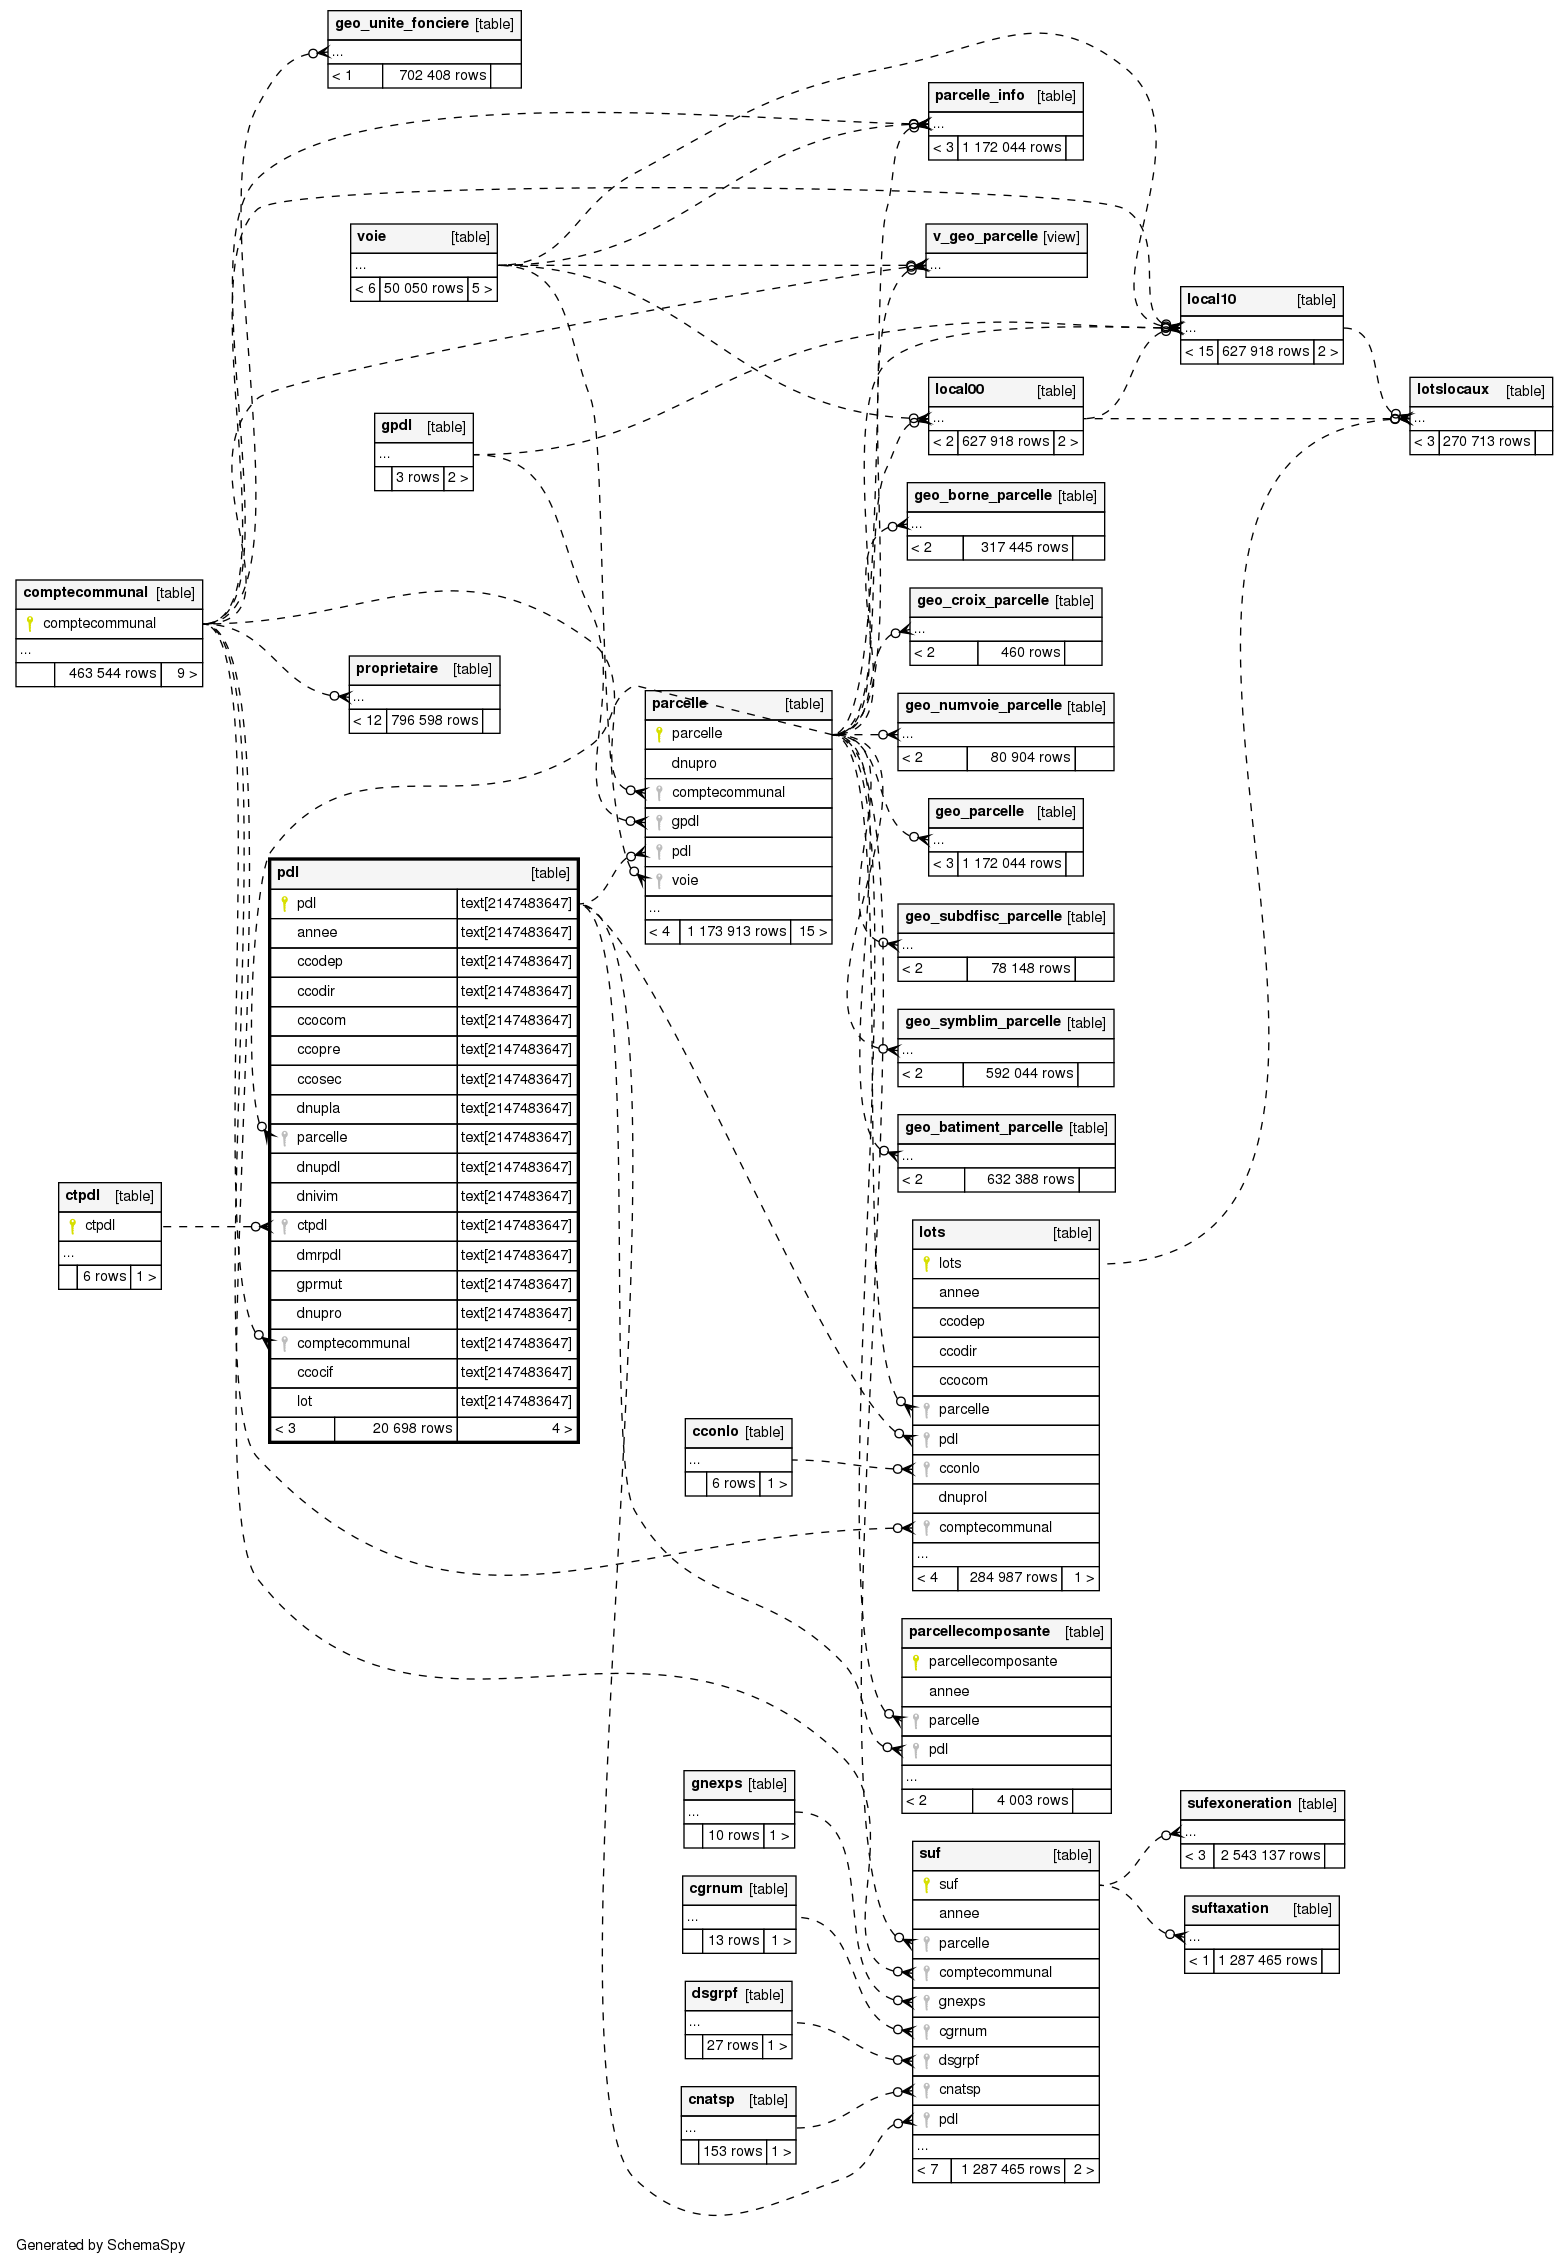 geo_unite_fonciere [table]
...
< 1 702 408 rows
parcelle_info [table]
...
< 3 1 172 044 rows
voie [table]
...
< 6 50 050 rows 5 >
v_geo_parcelle [view]
...
local10 [table]
...
< 15 627 918 rows 2 >
local00 [table]
...
< 2 627 918 rows 2 >
lotslocaux [table]
...
< 3 270 713 rows
gpdl [table]
...
3 rows 2 >
geo_borne_parcelle [table]
...
< 2 317 445 rows
comptecommunal [table]
comptecommunal
...
463 544 rows 9 >
geo_croix_parcelle [table]
...
< 2 460 rows
proprietaire [table]
...
< 12 796 598 rows
parcelle [table]
parcelle
dnupro
comptecommunal
gpdl
pdl
voie
...
< 4 1 173 913 rows 15 >
geo_numvoie_parcelle [table]
...
< 2 80 904 rows
geo_parcelle [table]
...
< 3 1 172 044 rows
geo_subdfisc_parcelle [table]
...
< 2 78 148 rows
geo_symblim_parcelle [table]
...
< 2 592 044 rows
geo_batiment_parcelle [table]
...
< 2 632 388 rows
pdl [table]
pdl text[2147483647]
annee text[2147483647]
ccodep text[2147483647]
ccodir text[2147483647]
ccocom text[2147483647]
ccopre text[2147483647]
ccosec text[2147483647]
dnupla text[2147483647]
parcelle text[2147483647]
dnupdl text[2147483647]
dnivim text[2147483647]
ctpdl text[2147483647]
dmrpdl text[2147483647]
gprmut text[2147483647]
dnupro text[2147483647]
comptecommunal text[2147483647]
ccocif text[2147483647]
lot text[2147483647]
< 3 20 698 rows 4 >
ctpdl [table]
ctpdl
...
6 rows 1 >
lots [table]
lots
annee
ccodep
ccodir
ccocom
parcelle
pdl
cconlo
dnuprol
comptecommunal
...
< 4 284 987 rows 1 >
cconlo [table]
...
6 rows 1 >
parcellecomposante [table]
parcellecomposante
annee
parcelle
pdl
...
< 2 4 003 rows
gnexps [table]
...
10 rows 1 >
cgrnum [table]
...
13 rows 1 >
dsgrpf [table]
...
27 rows 1 >
cnatsp [table]
...
153 rows 1 >
suf [table]
suf
annee
parcelle
comptecommunal
gnexps
cgrnum
dsgrpf
cnatsp
pdl
...
< 7 1 287 465 rows 2 >
sufexoneration [table]
...
< 3 2 543 137 rows
suftaxation [table]
...
< 1 1 287 465 rows
Generated by SchemaSpy